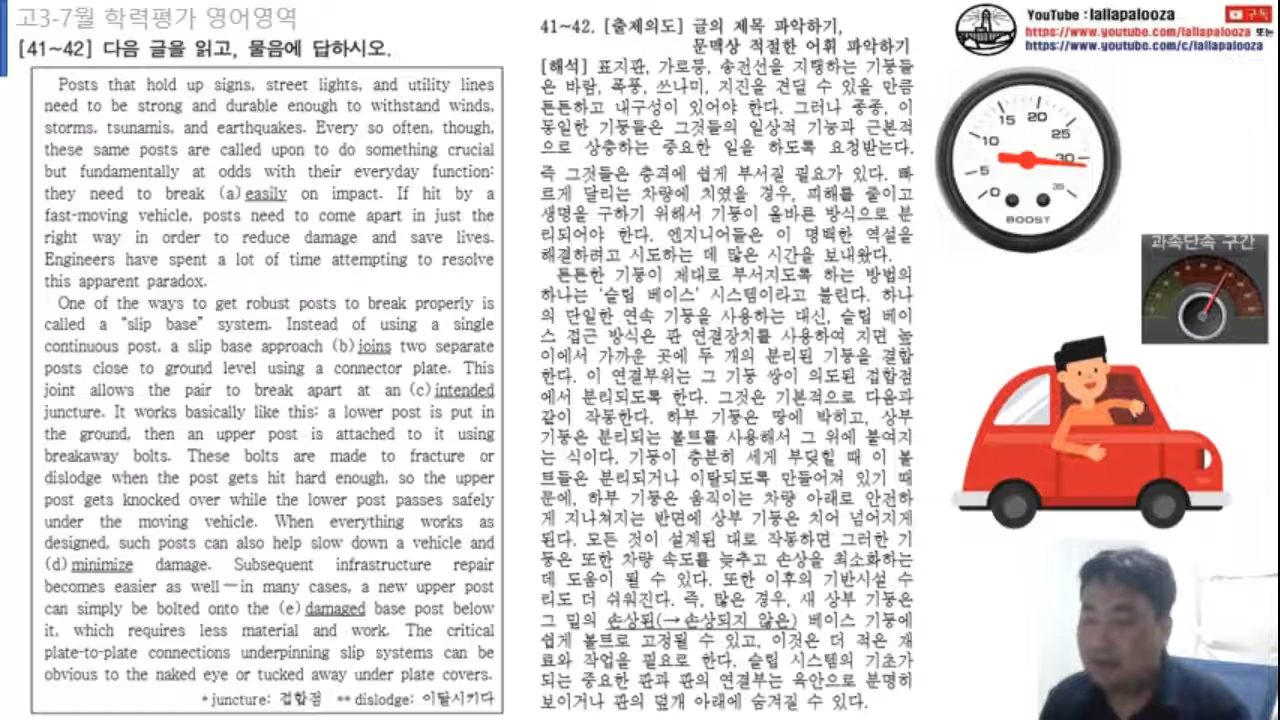 고3-7월 학력평가 영어영역
[41~42] 다음 글을 읽고, 물음에 답하시오.
Posts that hold up signs, street lights, and utility lines
need to be strong and durable enough to withstand winds,
storms, tsunamis, and earthquakes. Every so often, though,
these same posts are called upon to do something crucial
but fundamentally at odds with their everyday function:
they need to break (a) easily on impact. If hit by a
fast-moving vehicle, posts need to come apart in just the
right way in order to reduce damage and save lives.
Engineers have spent a lot of time attempting to resolve
this apparent paradox.
One of the ways to get robust posts to break properly is
called a "slip base" system. Instead of using a single
continuous post, a slip base approach (b) joins two separate
posts close to ground level using a connector plate. This
joint allows the pair to break apart at an (c) intended
juncture. It works basically like this: a lower post is put in
the ground, then an upper post is attached to it using
breakaway bolts. These bolts are made to fracture or
dislodge when the post gets hit hard enough, so the upper
post gets knocked over while the lower post passes safely
under the moving vehicle. When everything works as
designed, such posts can also help slow down a vehicle and
(d) minimize damage. Subsequent infrastructure repair
becomes easier as well — in many cases, a new upper post
can simply be bolted onto the (e) damaged base post below
it, which requires less material and work. The critical
plate-to-plate connections underpinning slip systems can be
obvious to the naked eye or tucked away under plate covers.
* juncture: 접합점 ** dislodge: 이탈시키다
41~42. [출제의도] 글의 제목 파악하기,
문맥상 적절한 어휘 파악하기
[해석] 표지판, 가로등, 송전선을 지탱하는 기둥들
은 바람, 폭풍, 쓰나미, 지진을 견딜 수 있을 만큼
튼튼하고 내구성이 있어야 한다. 그러나 종종, 이
동일한 기둥들은 그것들의 일상적 기능과 근본적
으로 상충하는 중요한 일을 하도록 요청받는다.
즉 그것들은 충격에 쉽게 부서질 필요가 있다. 빠
르게 달리는 차량에 치였을 경우, 피해를 줄이고
생명을 구하기 위해서 기둥이 올바른 방식으로 분
리되어야 한다. 엔지니어들은 이 명백한 역설을
해결하려고 시도하는 데 많은 시간을 보내왔다.
튼튼한 기둥이 제대로 부서지도록 하는 방법의
하나는 '슬립 베이스' 시스템이라고 불린다. 하나
의 단일한 연속 기둥을 사용하는 대신, 슬립 베이
스 접근 방식은 판 연결장치를 사용하여 지면 높
이에서 가까운 곳에 두 개의 분리된 기둥을 결합
한다. 이 연결부위는 그 기둥 쌍이 의도된 접합점
에서 분리되도록 한다. 그것은 기본적으로 다음과
같이 작동한다. 하부 기둥은 땅에 박히고, 상부
기둥은 분리되는 볼트를 사용해서 그 위에 붙여지
는 식이다. 기둥이 충분히 세게 부딪힐 때 이 볼
트들은 분리되거나 이탈되도록 만들어져 있기 때
문에, 하부 기둥은 움직이는 차량 아래로 안전하
게 지나쳐지는 반면에 상부 기둥은 치어 넘어지게
된다. 모든 것이 설계된 대로 작동하면 그러한 기
둥은 또한 차량 속도를 늦추고 손상을 최소화하는
데 도움이 될 수 있다. 또한 이후의 기반시설 수
리도 더 쉬워진다. 즉, 많은 경우, 새 상부 기둥은
그 밑의 손상된(→손상되지 않은) 베이스 기둥에
쉽게 볼트로 고정될 수 있고, 이것은 더 적은 재
료와 작업을 필요로 한다. 슬립 시스템의 기초가
되는 중요한 판과 판의 연결부는 육안으로 분명히
보이거나 판의 덮개 아래에 숨겨질 수 있다.
YouTube : lallapalooza
구독
https://www.youtube.com/lallapalooza 또는
https://www.youtube.com/c/lallapalooza
0 5 10 15 20 25 30 35
BOOST
과속단속 구간